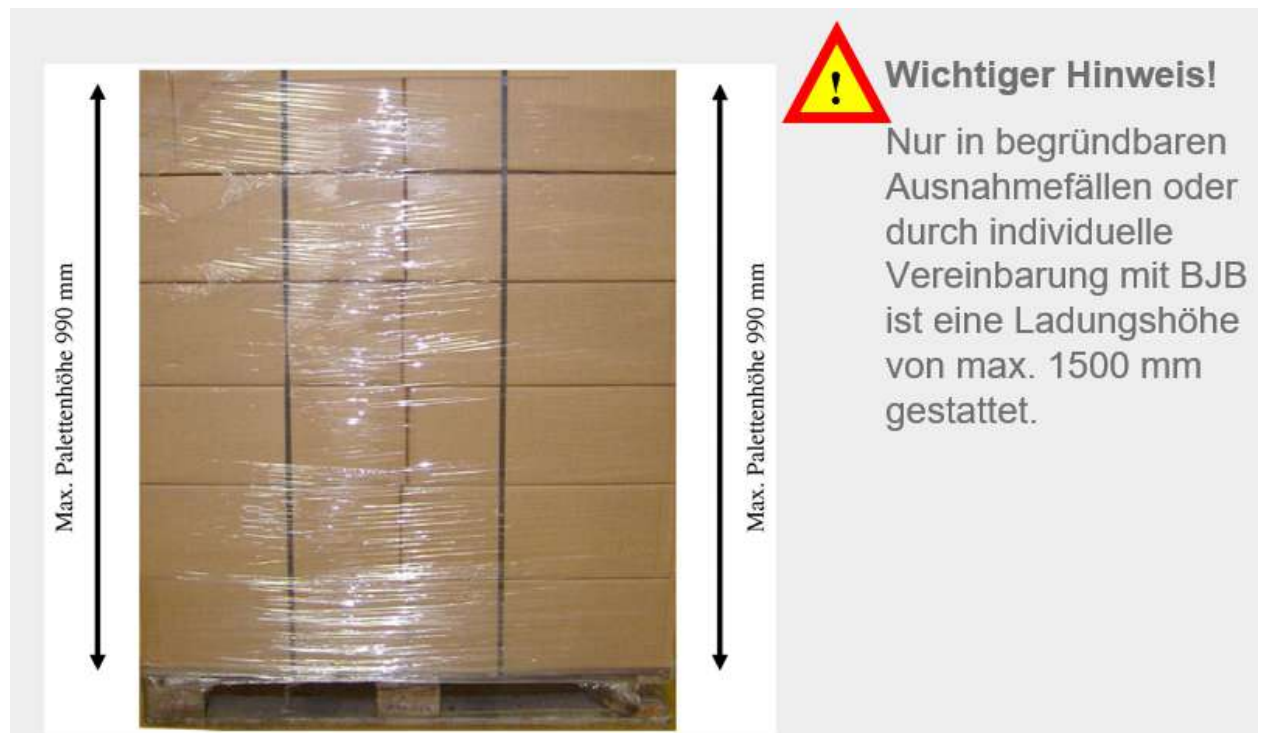 Max. Palettenhöhe 990 mm
Max. Palettenhöhe 990 mm
!
Wichtiger Hinweis!
Nur in begründbaren
Ausnahmefällen oder
durch individuelle
Vereinbarung mit BJB
ist eine Ladungshöhe
von max. 1500 mm
gestattet.